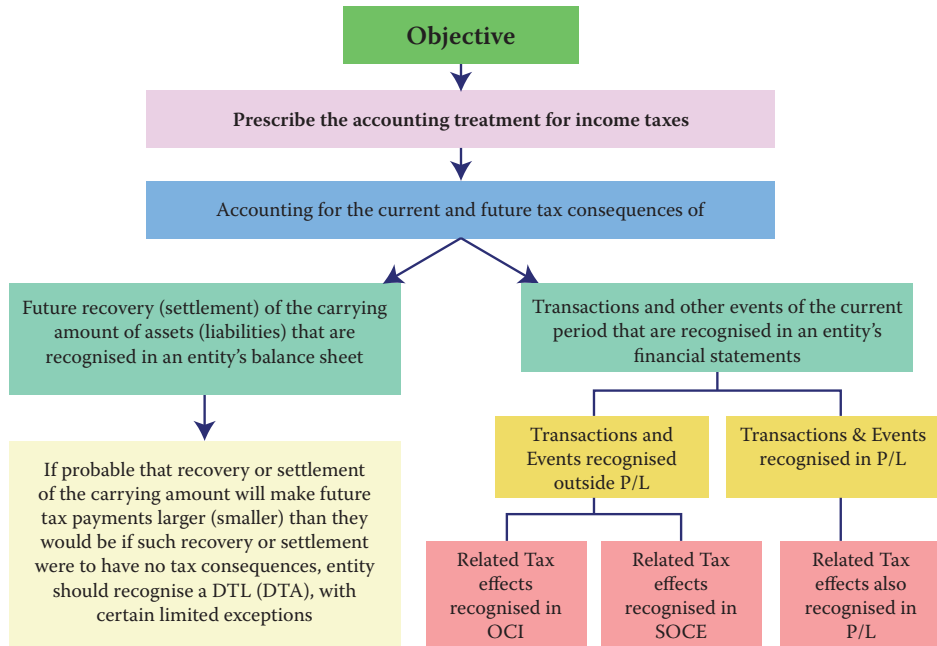 Objective
Prescribe the accounting treatment for income taxes
Accounting for the current and future tax consequences of
Future recovery (settlement) of the carrying
amount of assets (liabilities) that are
recognised in an entity's balance sheet
Transactions and other events of the current
period that are recognised in an entity's
financial statements
If probable that recovery or settlement
of the carrying amount will make future
tax payments larger (smaller) than they
would be if such recovery or settlement
were to have no tax consequences, entity
should recognise a DTL (DTA), with
certain limited exceptions
Transactions and
Events recognised
outside P/L
Transactions & Events
recognised in P/L
Related Tax
effects
recognised in
OCI
Related Tax
effects
recognised in
SOCE
Related Tax
effects also
recognised in
P/L